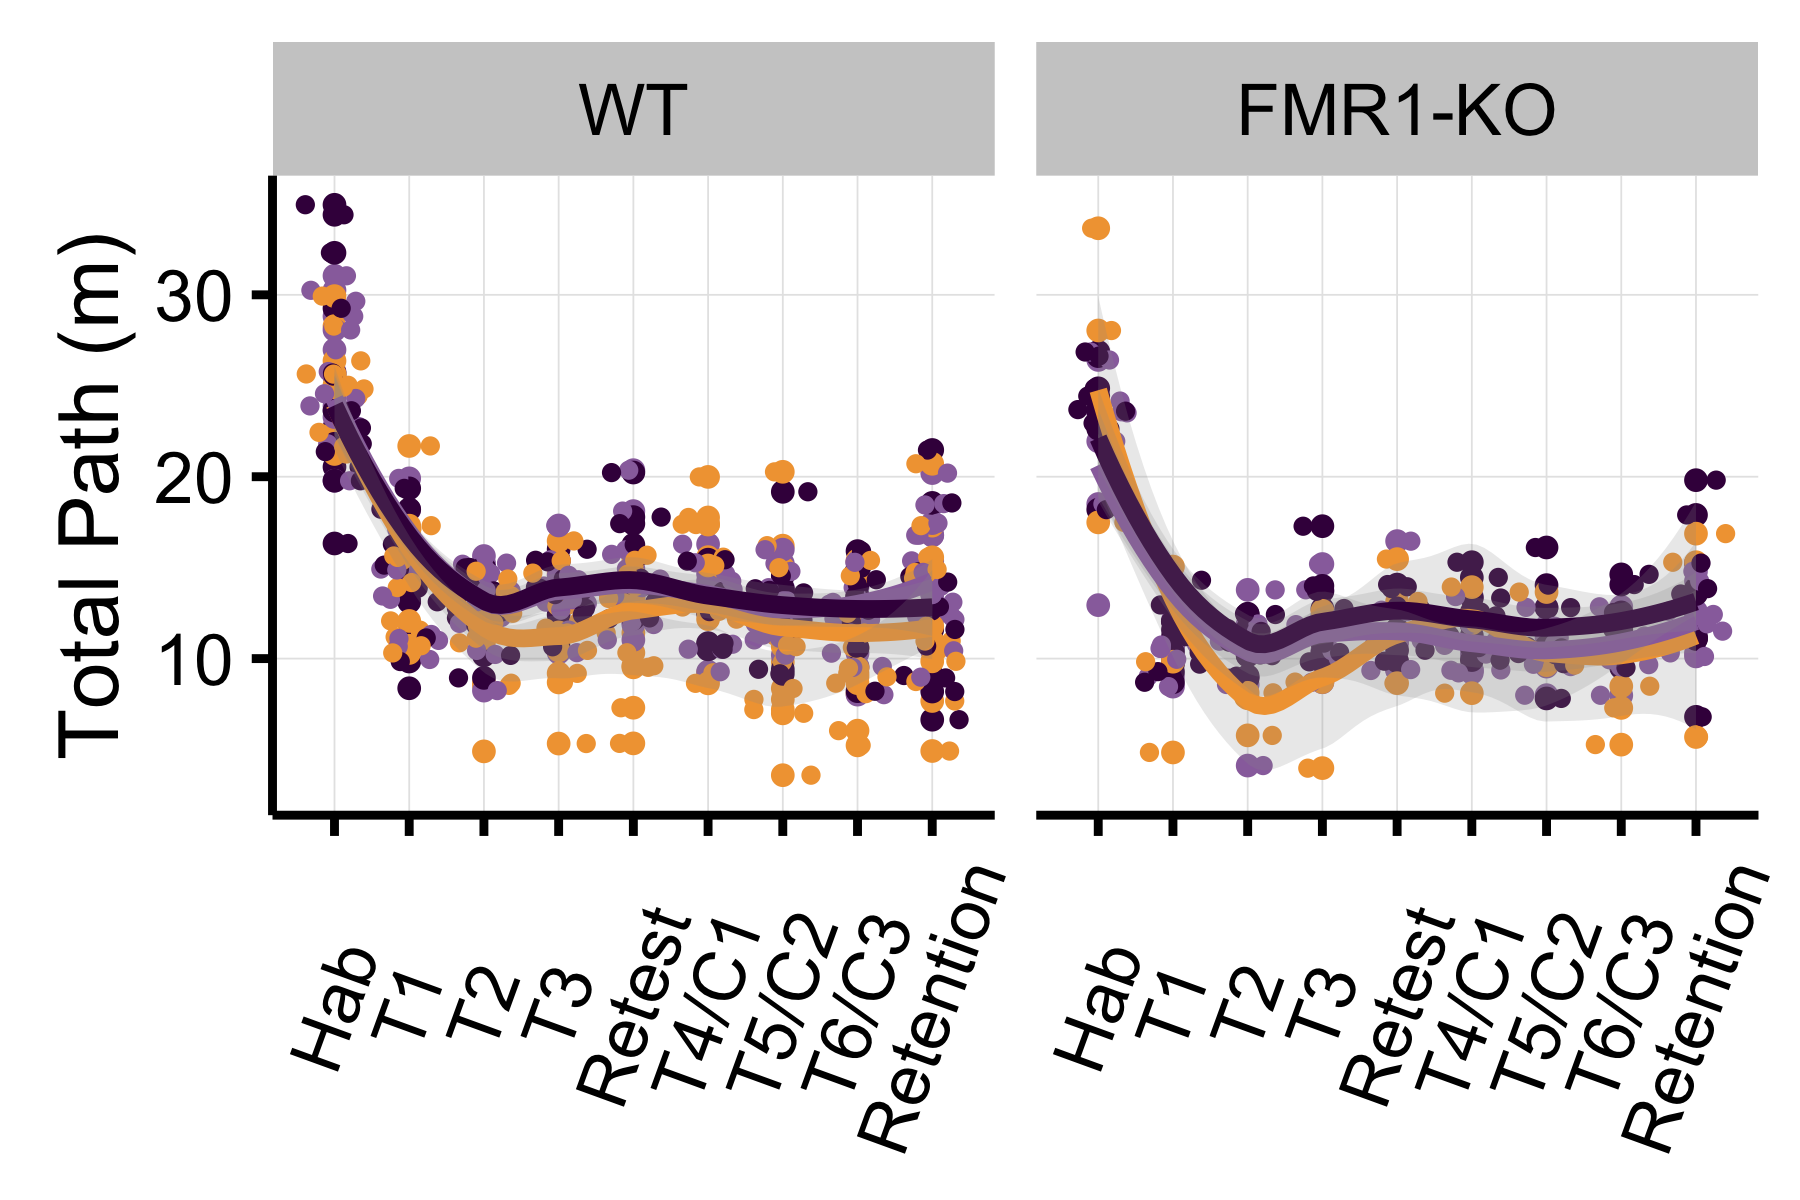 WT
FMR1-KO
Total Path (m)
30
20
10
Hab
T1
T2
T3
Retest
T4/C1
T5/C2
T6/C3
Retention
Hab
T1
T2
T3
Retest
T4/C1
T5/C2
T6/C3
Retention